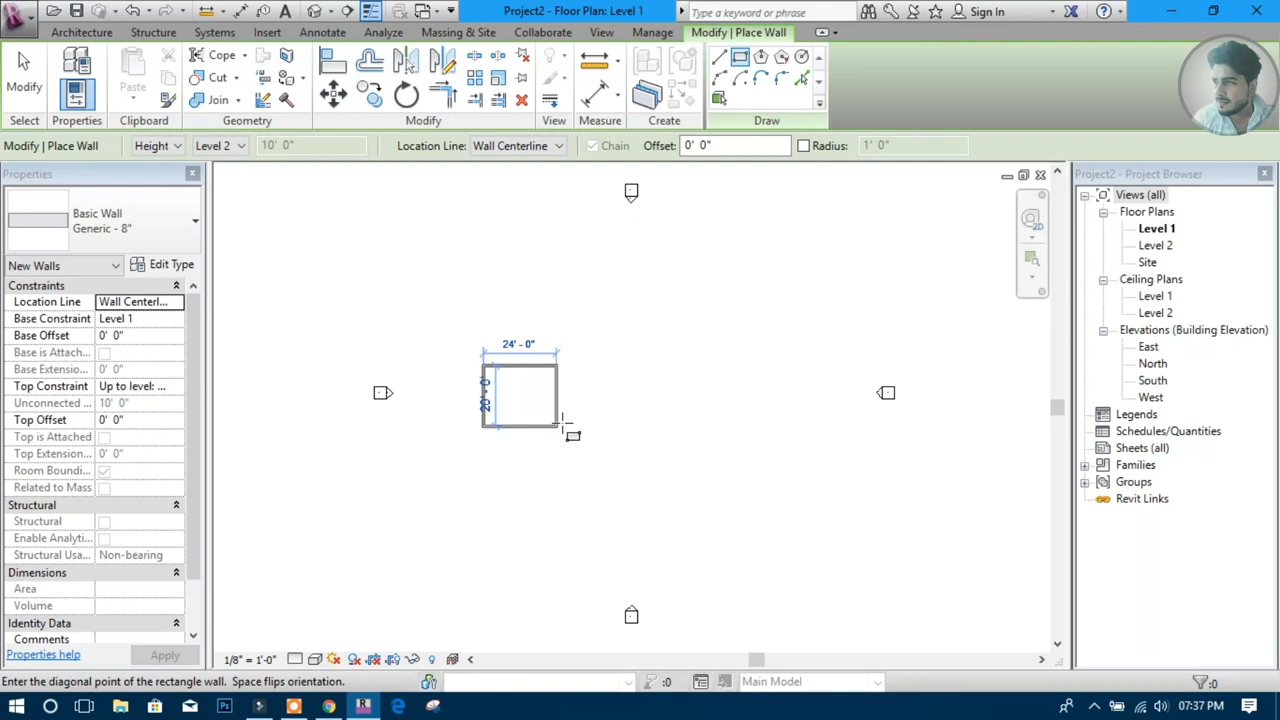 Project2 - Floor Plan: Level 1
Type a keyword or phrase
Sign In
Architecture
Structure
Systems
Insert
Annotate
Analyze
Massing & Site
Collaborate
View
Manage
Modify | Place Wall
Modify
Paste
Cope
Cut
Join
Select
Properties
Clipboard
Geometry
Modify
View
Measure
Create
Draw
Modify | Place Wall
Height
Level 2
10' 0"
Location Line: Wall Centerline
Chain
Offset: 0' 0"
Radius: 1' 0"
Properties
Basic Wall
Generic - 8"
New Walls
Edit Type
Constraints
Location Line Wall Centerl...
Base Constraint Level 1
Base Offset 0' 0"
Base is Attach...
Base Extensio... 0' 0"
Top Constraint Up to level: ...
Unconnected ... 10' 0"
Top Offset 0' 0"
Top is Attached
Top Extension... 0' 0"
Room Boundi...
Related to Mass
Structural
Structural
Enable Analyti...
Structural Usa... Non-bearing
Dimensions
Area
Volume
Identity Data
Comments
Properties help
Apply
24' - 0"
20' - 0"
2D
Project2 - Project Browser
Views (all)
Floor Plans
Level 1
Level 2
Site
Ceiling Plans
Level 1
Level 2
Elevations (Building Elevation)
East
North
South
West
Legends
Schedules/Quantities
Sheets (all)
Families
Groups
Revit Links
1/8" = 1'-0"
Enter the diagonal point of the rectangle wall. Space flips orientation.
:0
Main Model
:0
07:37 PM